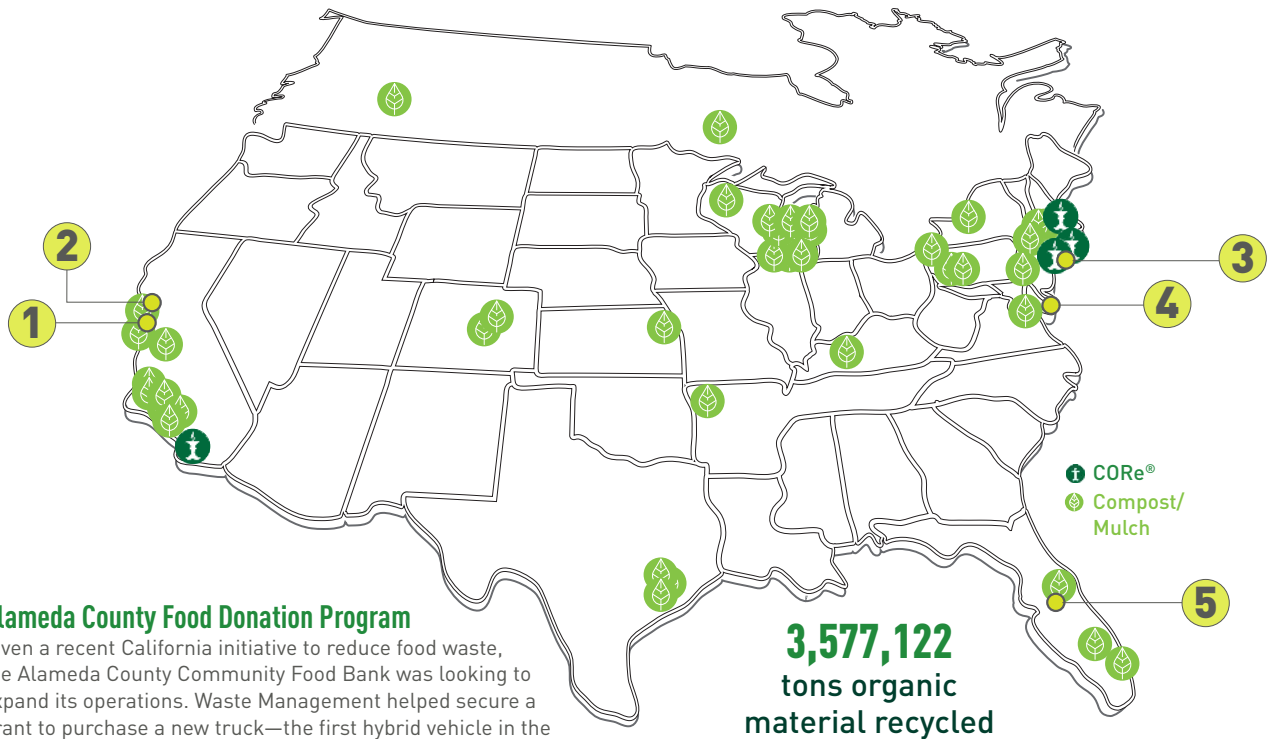 2
1
3
4
5
CORe®
Compost/
Mulch
lameda County Food Donation Program
ven a recent California initiative to reduce food waste,
e Alameda County Community Food Bank was looking to
xpand its operations. Waste Management helped secure a
rant to purchase a new truck—the first hybrid vehicle in the
3,577,122
tons organic
material recycled